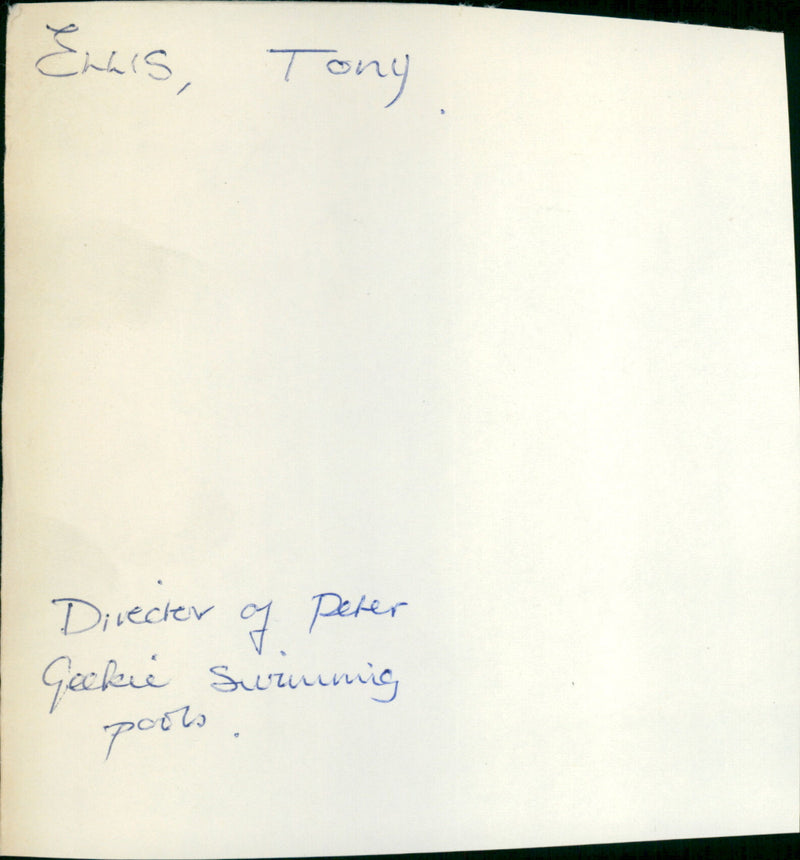 ELLIS, Tony.
Director of Peter
Geekie Swimming
pools.